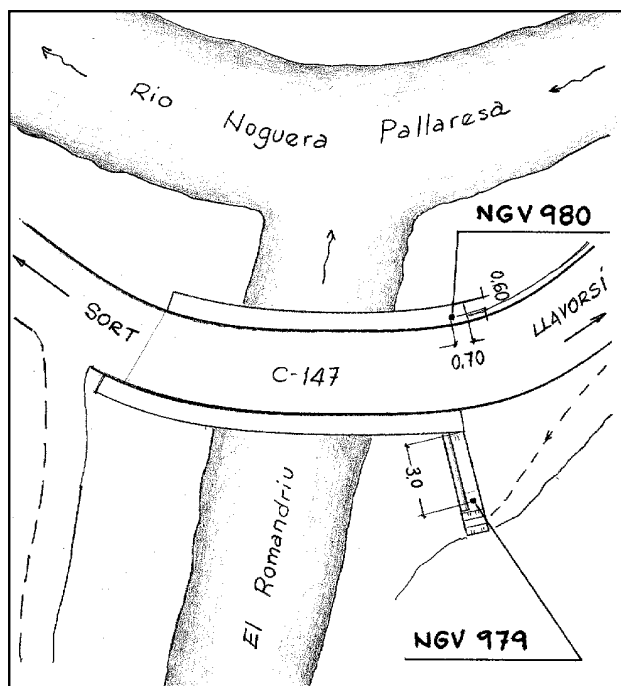 Rio Noguera Pallaresa
NGV 980
0.60
SORT
LLAVORSÍ
0.70
C-147
3.0
El Romandriu
NGV 979